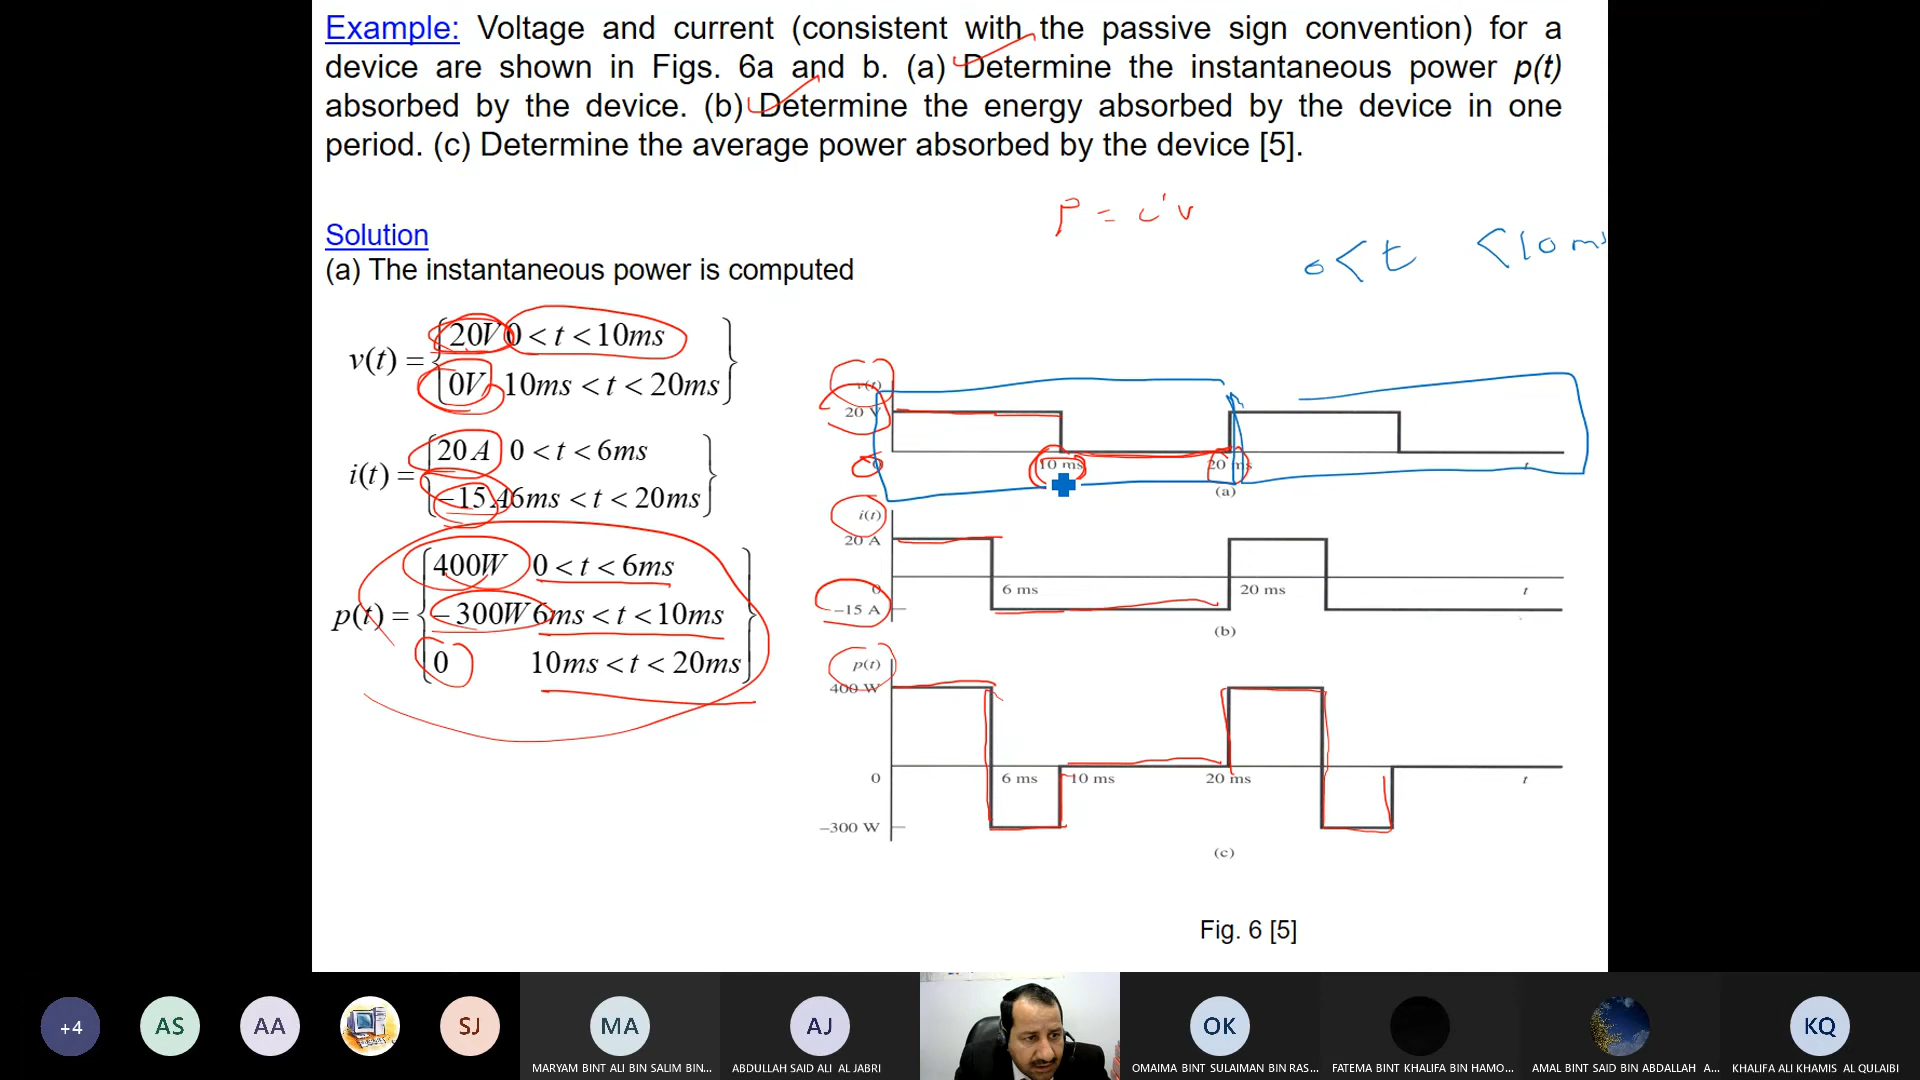 Example: Voltage and current (consistent with the passive sign convention) for a
device are shown in Figs. 6a and b. (a) Determine the instantaneous power p(t)
absorbed by the device. (b) Determine the energy absorbed by the device in one
period. (c) Determine the average power absorbed by the device [5].
P = i v
0 < t < 10 ms
Solution
(a) The instantaneous power is computed
v(t) = { 20V 0 < t < 10ms
0V 10ms < t < 20ms }
i(t) = { 20A 0 < t < 6ms
−15A 6ms < t < 20ms }
p(t) = { 400W 0 < t < 6ms
−300W 6ms < t < 10ms
0 10ms < t < 20ms }
v(t)
20 V
0
10 ms
20 ms
t
(a)
i(t)
20 A
0
6 ms
20 ms
t
−15 A
(b)
p(t)
400 W
0
6 ms
10 ms
20 ms
t
−300 W
(c)
Fig. 6 [5]
+4
AS
AA
SJ
MA
MARYAM BINT ALI BIN SALIM BIN...
AJ
ABDULLAH SAID ALI AL JABRI
OK
OMAIMA BINT SULAIMAN BIN RAS...
FATEMA BINT KHALIFA BIN HAMO...
AMAL BINT SAID BIN ABDALLAH A...
KQ
KHALIFA ALI KHAMIS AL QULAIBI